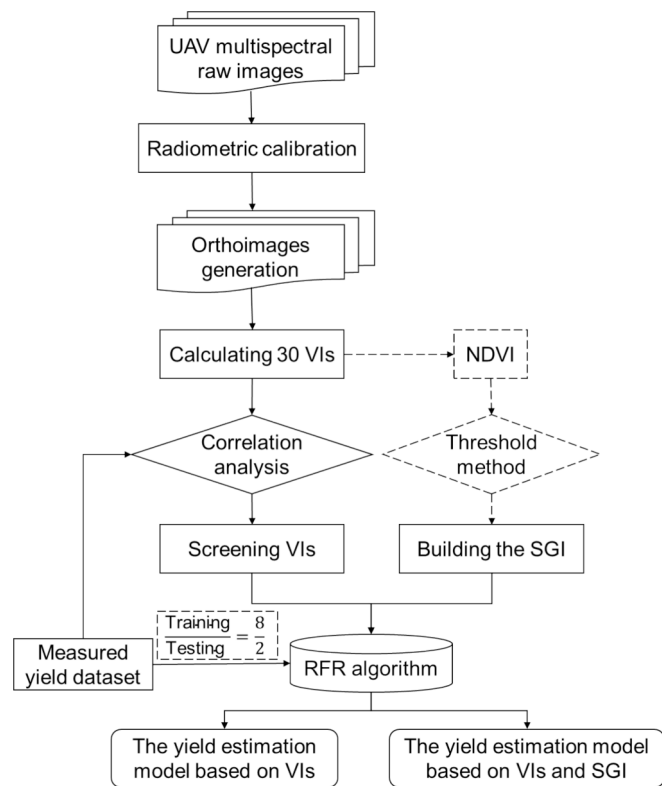 UAV multispectral
raw images
Radiometric calibration
Orthoimages
generation
Calculating 30 VIs
NDVI
Correlation
analysis
Threshold
method
Screening VIs
Building the SGI
Training
Testing
=
8
2
Measured
yield dataset
RFR algorithm
The yield estimation
model based on VIs
The yield estimation model
based on VIs and SGI